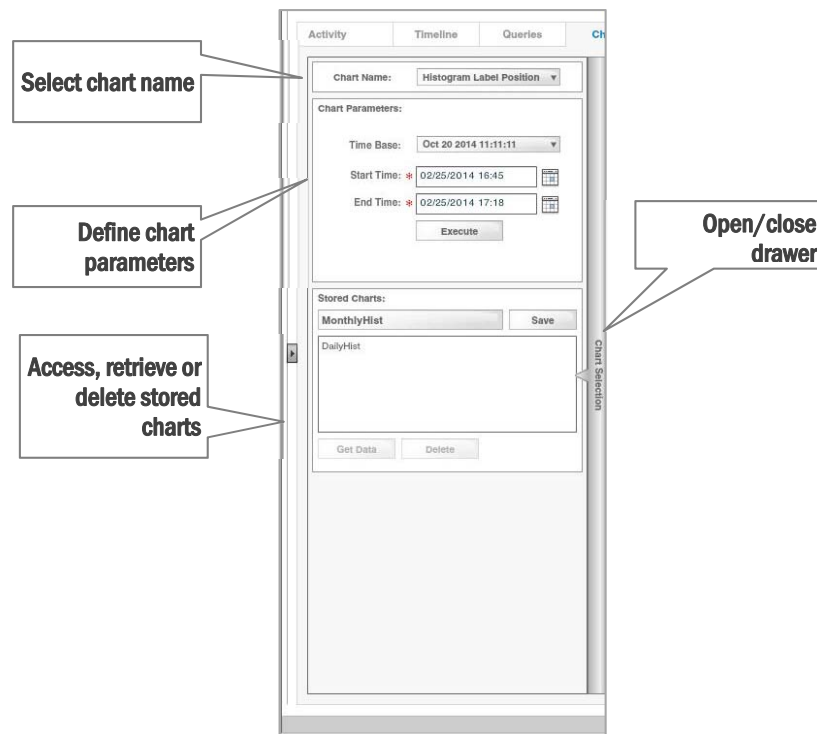 Activity Timeline Queries Ch
Select chart name
Chart Name: Histogram Label Position
Chart Parameters:
Time Base: Oct 20 2014 11:11:11
Start Time: * 02/25/2014 16:45
End Time: * 02/25/2014 17:18
Execute
Define chart
parameters
Open/close
drawer
Stored Charts:
MonthlyHist Save
DailyHist
Get Data Delete
Access, retrieve or
delete stored
charts
Chart Selection